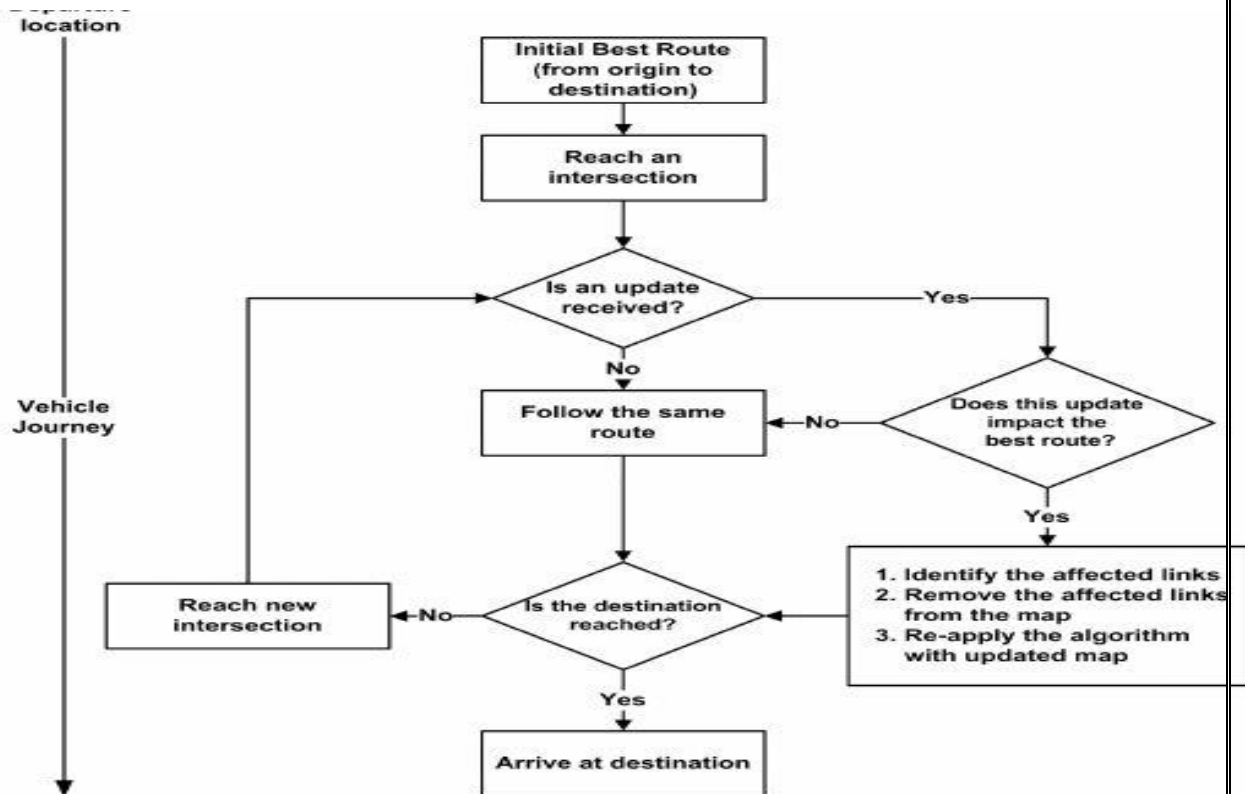 location
Initial Best Route
(from origin to
destination)
Reach an
intersection
Is an update
received?
Yes
No
Vehicle
Journey
Follow the same
route
No
Does this update
impact the
best route?
Yes
1. Identify the affected links
2. Remove the affected links
from the map
3. Re-apply the algorithm
with updated map
Reach new
intersection
No
Is the destination
reached?
Yes
Arrive at destination